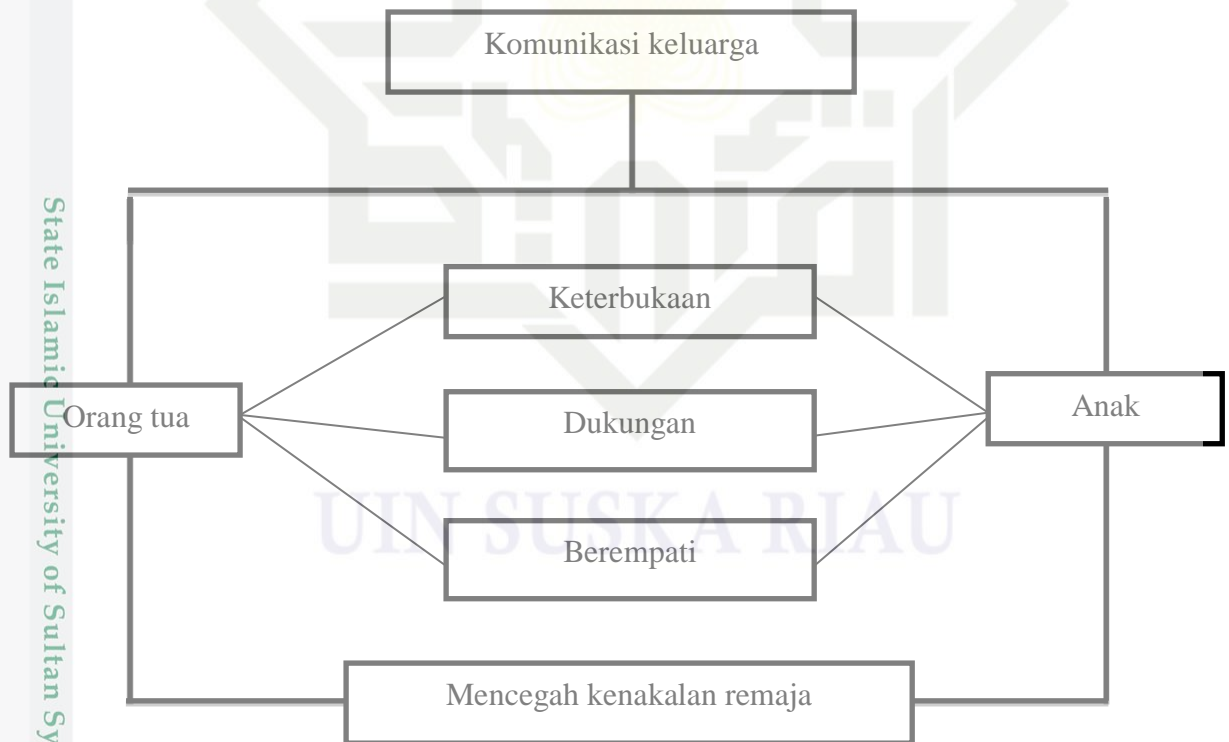 Komunikasi keluarga
Keterbukaan
Orang tua
Dukungan
Anak
Berempati
UIN SUSKA RIAU
Mencegah kenakalan remaja
State Islamic University of Sultan Sy